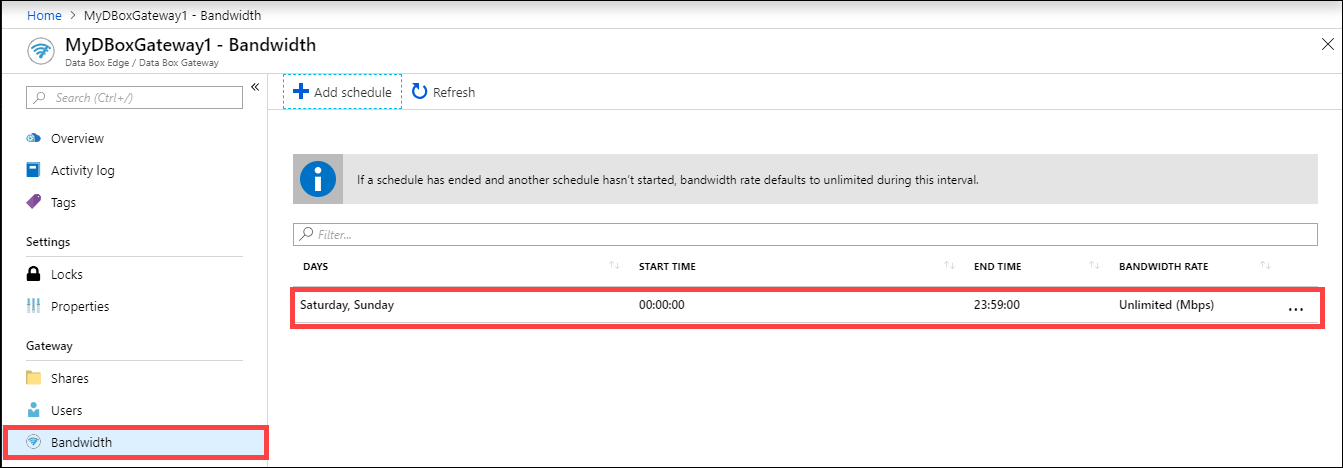 Home > MyDBoxGateway1 - Bandwidth
MyDBoxGateway1 - Bandwidth
Data Box Edge / Data Box Gateway
Search (Ctrl+/)
Overview
Activity log
Tags
Settings
Locks
Properties
Gateway
Shares
Users
Bandwidth
Add schedule Refresh
If a schedule has ended and another schedule hasn't started, bandwidth rate defaults to unlimited during this interval.
Filter...
DAYS START TIME END TIME BANDWIDTH RATE
Saturday, Sunday 00:00:00 23:59:00 Unlimited (Mbps) ...